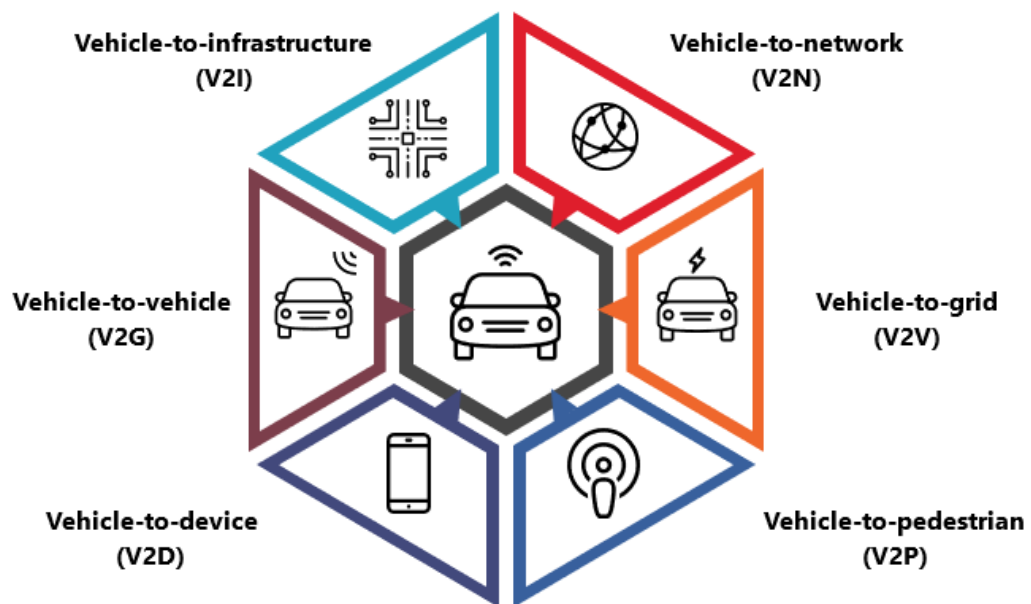 Vehicle-to-infrastructure
(V2I)
Vehicle-to-network
(V2N)
Vehicle-to-vehicle
(V2G)
Vehicle-to-grid
(V2V)
Vehicle-to-device
(V2D)
Vehicle-to-pedestrian
(V2P)